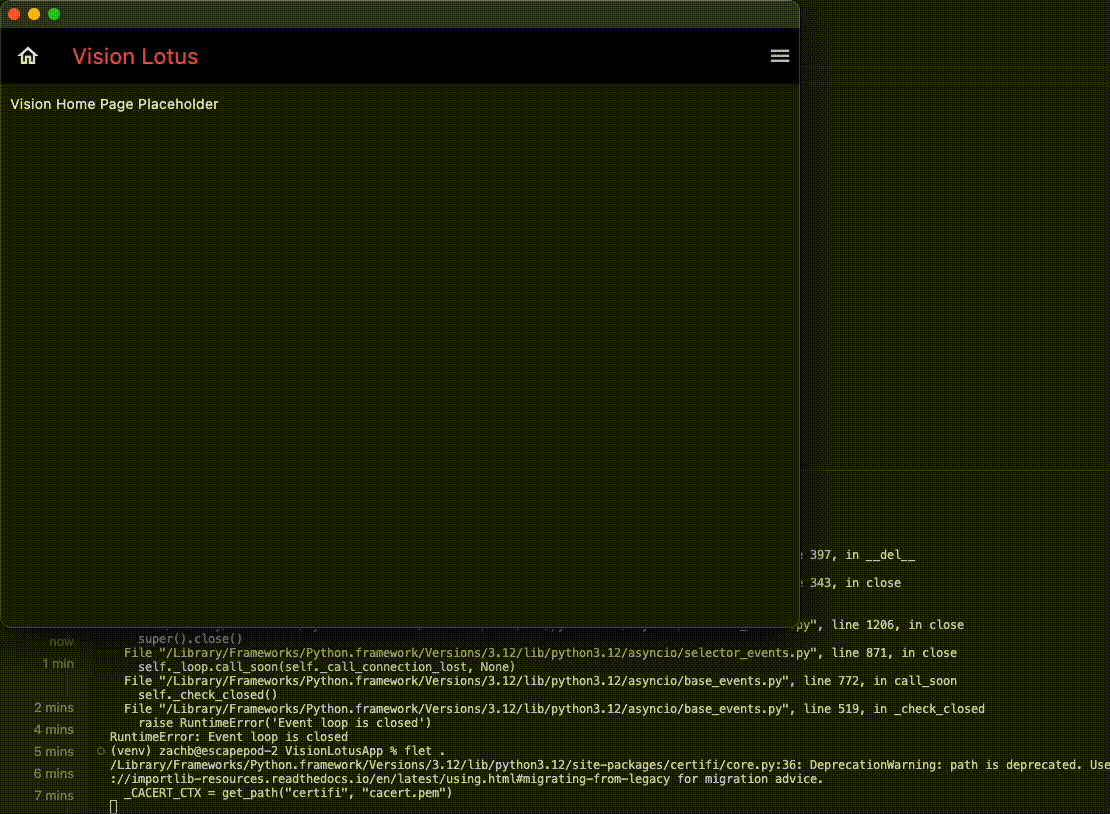 Vision Lotus
Vision Home Page Placeholder
397, in __del__
343, in close
py", line 1206, in close
now
super().close()
File "/Library/Frameworks/Python.framework/Versions/3.12/lib/python3.12/asyncio/selector_events.py", line 871, in close
1 min
self._loop.call_soon(self._call_connection_lost, None)
File "/Library/Frameworks/Python.framework/Versions/3.12/lib/python3.12/asyncio/base_events.py", line 772, in call_soon
self._check_closed()
2 mins
File "/Library/Frameworks/Python.framework/Versions/3.12/lib/python3.12/asyncio/base_events.py", line 519, in _check_closed
4 mins
raise RuntimeError('Event loop is closed')
RuntimeError: Event loop is closed
5 mins
(venv) zachb@escapepod-2 VisionLotusApp % flet .
/Library/Frameworks/Python.framework/Versions/3.12/lib/python3.12/site-packages/certifi/core.py:36: DeprecationWarning: path is deprecated. Use
6 mins
://importlib-resources.readthedocs.io/en/latest/using.html#migrating-from-legacy for migration advice.
7 mins
_CACERT_CTX = get_path("certifi", "cacert.pem")